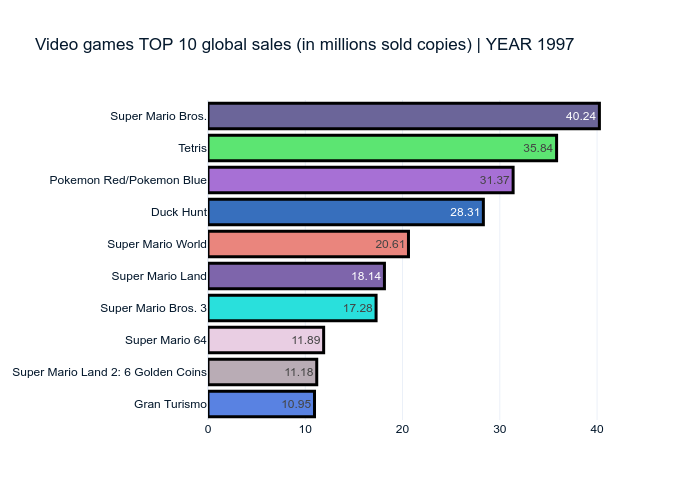 Video games TOP 10 global sales (in millions sold copies) | YEAR 1997
Super Mario Bros. 40.24
Tetris 35.84
Pokemon Red/Pokemon Blue 31.37
Duck Hunt 28.31
Super Mario World 20.61
Super Mario Land 18.14
Super Mario Bros. 3 17.28
Super Mario 64 11.89
Super Mario Land 2: 6 Golden Coins 11.18
Gran Turismo 10.95
0 10 20 30 40